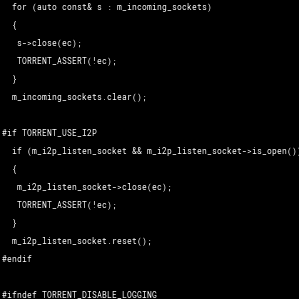 for (auto const& s : m_incoming_sockets)
{
s->close(ec);
TORRENT_ASSERT(!ec);
}
m_incoming_sockets.clear();
#if TORRENT_USE_I2P
if (m_i2p_listen_socket && m_i2p_listen_socket->is_open())
{
m_i2p_listen_socket->close(ec);
TORRENT_ASSERT(!ec);
}
m_i2p_listen_socket.reset();
#endif
#ifndef TORRENT_DISABLE_LOGGING